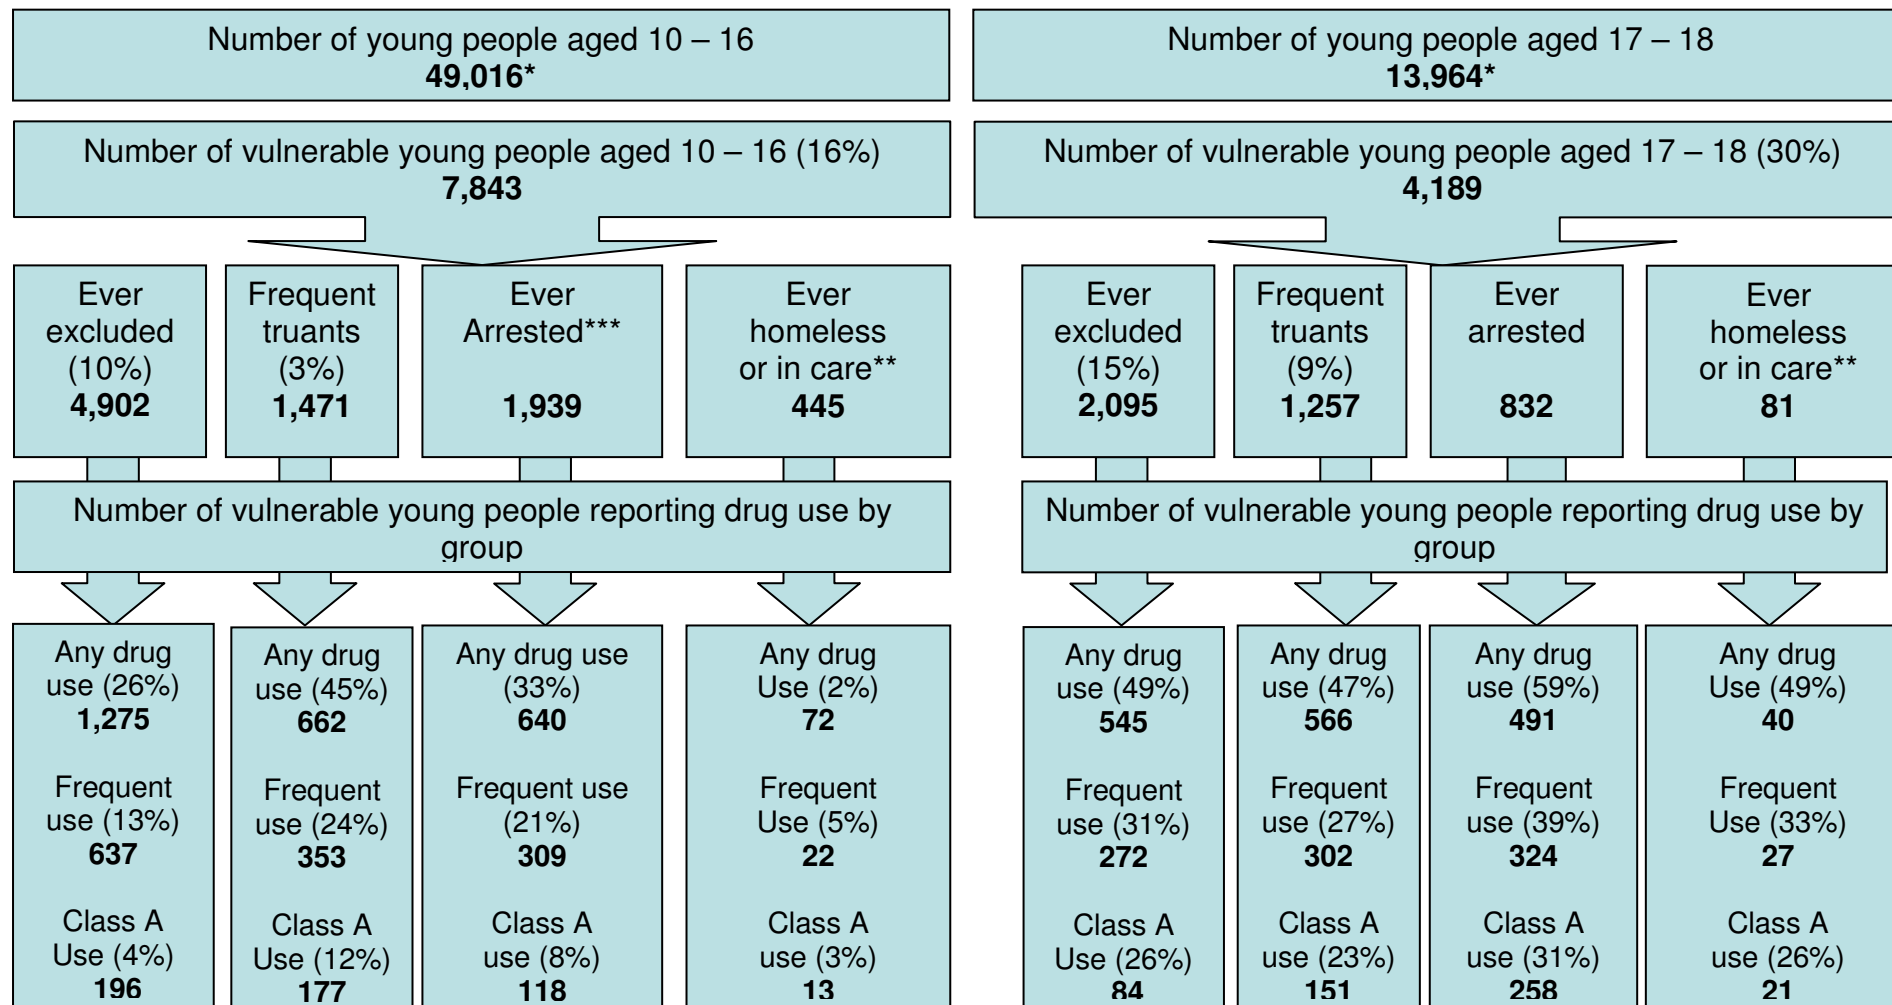 Number of young people aged 10 – 16
49,016*
Number of young people aged 17 – 18
13,964*
Number of vulnerable young people aged 10 – 16 (16%)
7,843
Number of vulnerable young people aged 17 – 18 (30%)
4,189
Ever
excluded
(10%)
4,902
Frequent
truants
(3%)
1,471
Ever
Arrested***
1,939
Ever
homeless
or in care**
445
Ever
excluded
(15%)
2,095
Frequent
truants
(9%)
1,257
Ever
arrested
832
Ever
homeless
or in care**
81
Number of vulnerable young people reporting drug use by
group
Number of vulnerable young people reporting drug use by
group
Any drug
use (26%)
1,275
Frequent
use (13%)
637
Class A
Use (4%)
196
Any drug
use (45%)
662
Frequent
use (24%)
353
Class A
Use (12%)
177
Any drug use
(33%)
640
Frequent use
(21%)
309
Class A
use (8%)
118
Any drug
Use (2%)
72
Frequent
Use (5%)
22
Class A
use (3%)
13
Any drug
use (49%)
545
Frequent
use (31%)
272
Class A
Use (26%)
84
Any drug
use (47%)
566
Frequent
use (27%)
302
Class A
use (23%)
151
Any drug
use (59%)
491
Frequent
use (39%)
324
Class A
use (31%)
258
Any drug
Use (49%)
40
Frequent
Use (33%)
27
Class A
use (26%)
21